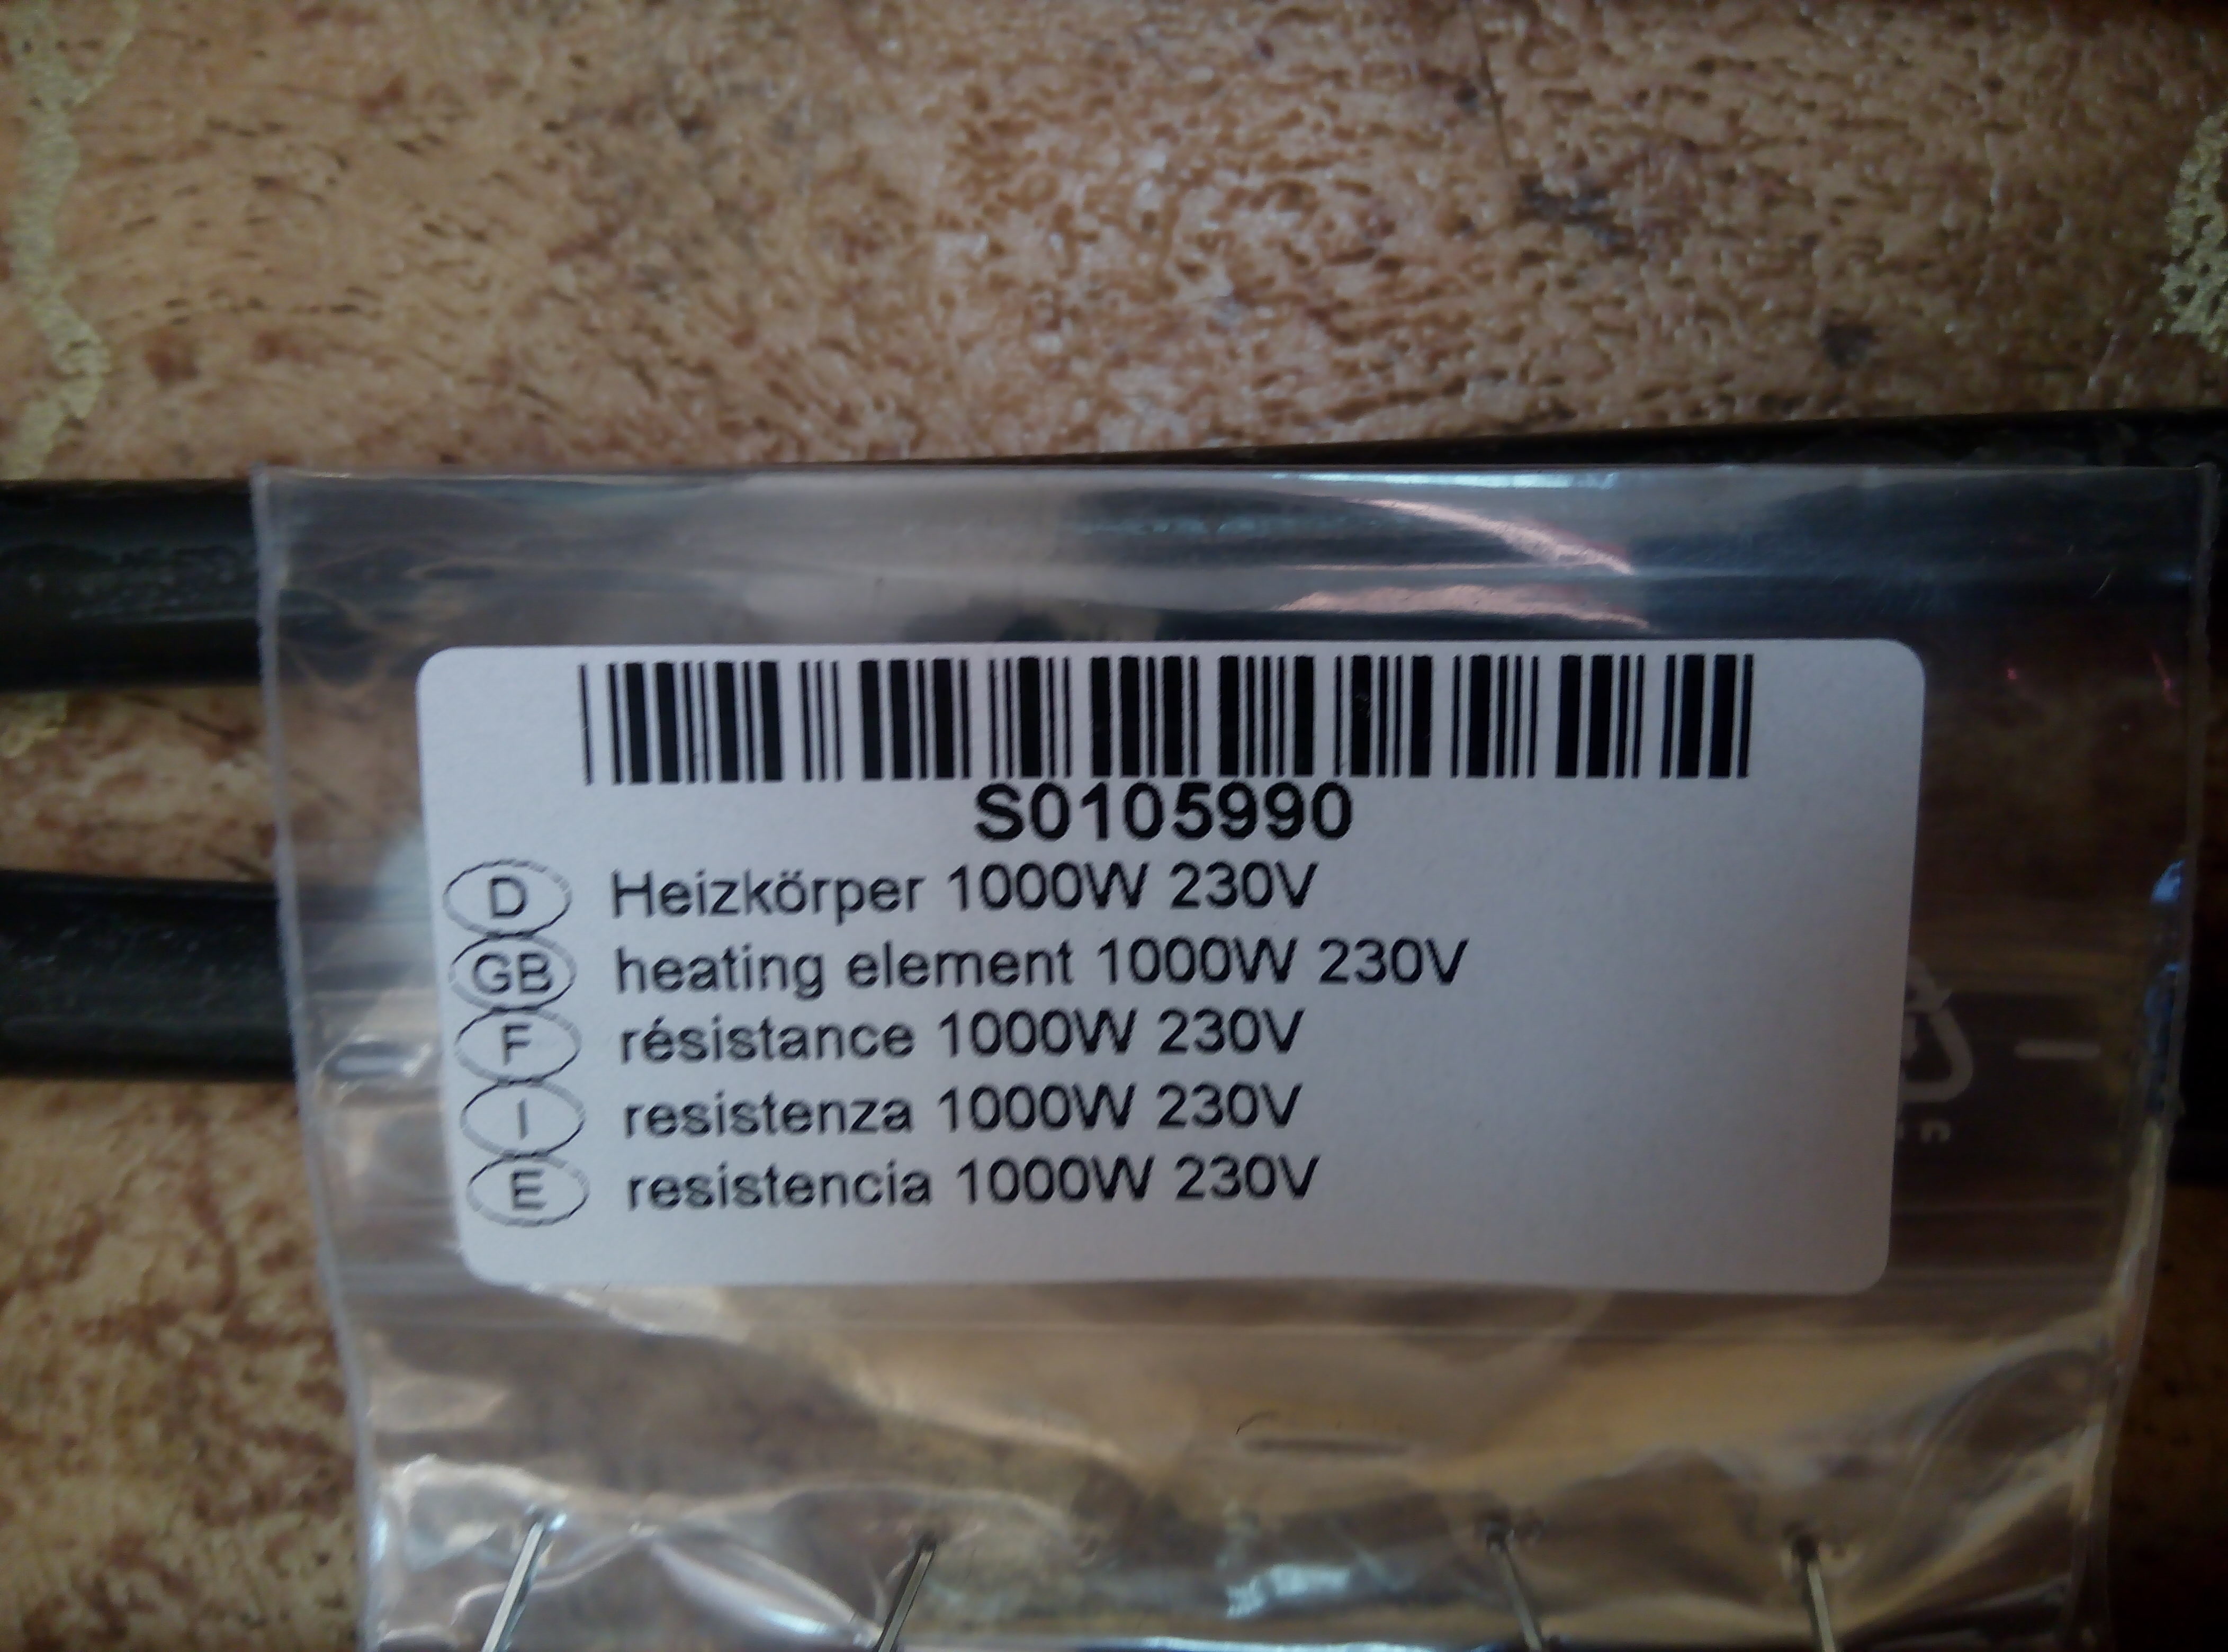 S0105990
D Heizkörper 1000W 230V
GB heating element 1000W 230V
F résistance 1000W 230V
I resistenza 1000W 230V
E resistencia 1000W 230V